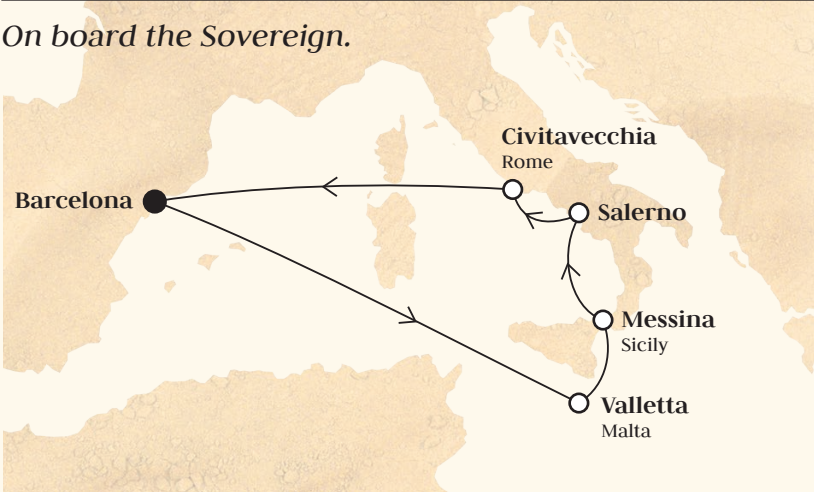 On board the Sovereign.
Civitavecchia
Rome
Barcelona
Salerno
Messina
Sicily
Valletta
Malta